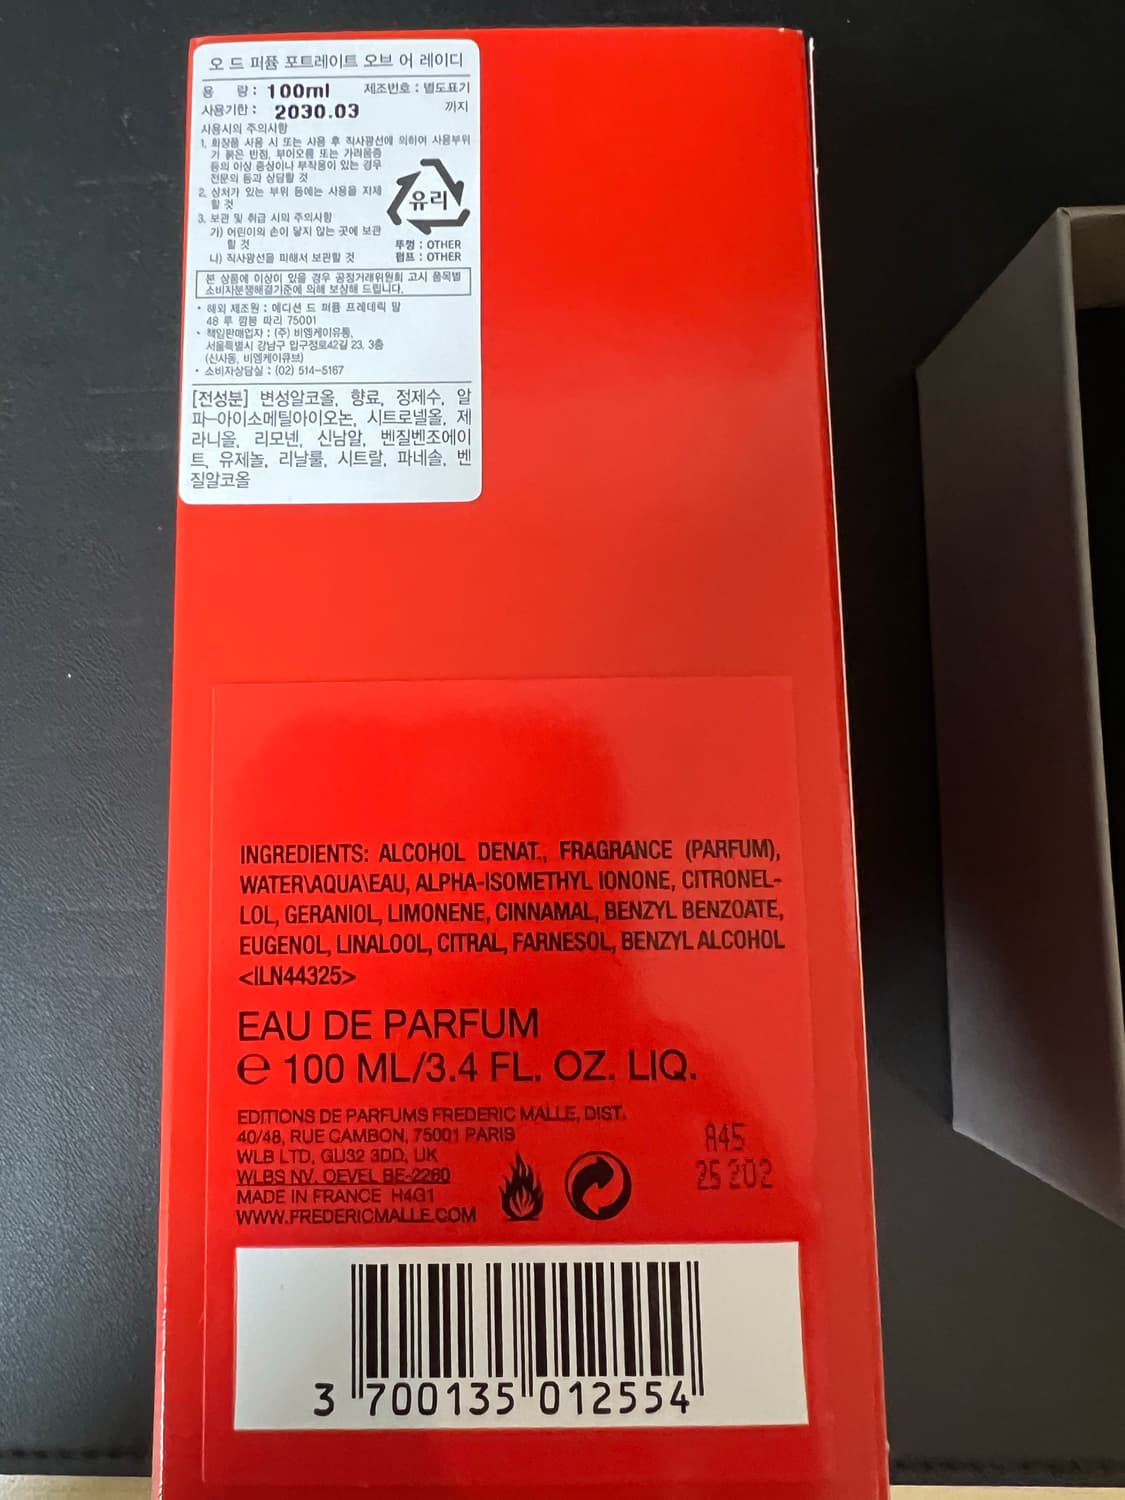 오 드 퍼퓸 포트레이트 오브 어 레이디
용 량 : 100ml 제조번호 : 별도표기
사용기한 : 2030.03 까지
사용시의 주의사항
1. 화장품 사용 시 또는 사용 후 직사광선에 의하여 사용부위
가 붉은 반점, 부어오름 또는 가려움증
등의 이상 증상이나 부작용이 있는 경우
전문의 등과 상담할 것
2. 상처가 있는 부위 등에는 사용을 자제
할 것
3. 보관 및 취급 시의 주의사항
가) 어린이의 손이 닿지 않는 곳에 보관
할 것
나) 직사광선을 피해서 보관할 것
유리
뚜껑 : OTHER
펌프 : OTHER
본 상품에 이상이 있을 경우 공정거래위원회 고시 품목별
소비자분쟁해결기준에 의해 보상해 드립니다.
• 해외 제조원 : 에디션 드 퍼퓸 프레데릭 말
48 루 깜봉 파리 75001
• 책임판매업자 : (주) 비엠케이유통,
서울특별시 강남구 압구정로42길 23, 3층
(신사동, 비엠케이큐브)
• 소비자상담실 : (02) 514-5167
[전성분] 변성알코올, 향료, 정제수, 알
파-아이소메틸아이오논, 시트로넬올, 제
라니올, 리모넨, 신남알, 벤질벤조에이
트, 유제놀, 리날룰, 시트랄, 파네솔, 벤
질알코올
INGREDIENTS: ALCOHOL DENAT., FRAGRANCE (PARFUM),
WATER\AQUA\EAU, ALPHA-ISOMETHYL IONONE, CITRONEL-
LOL, GERANIOL, LIMONENE, CINNAMAL, BENZYL BENZOATE,
EUGENOL, LINALOOL, CITRAL, FARNESOL, BENZYL ALCOHOL
<ILN44325>
EAU DE PARFUM
e 100 ML/3.4 FL. OZ. LIQ.
EDITIONS DE PARFUMS FREDERIC MALLE, DIST.
40/48, RUE CAMBON, 75001 PARIS
WLB LTD, GU32 3DD, UK
WLBS NV. OEVEL BE-2260
MADE IN FRANCE H4G1
WWW.FREDERICMALLE.COM
A45
25 202
3 700135 012554